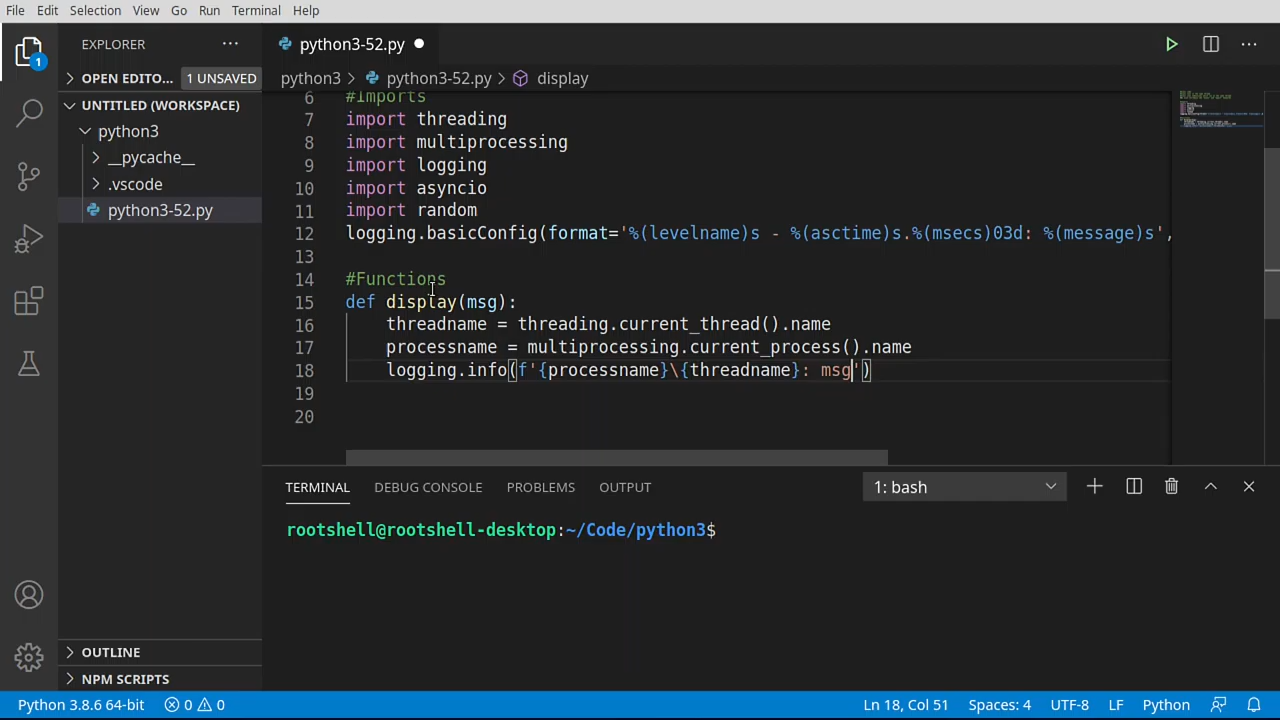 File Edit Selection View Go Run Terminal Help
EXPLORER ···
python3-52.py
OPEN EDITO... 1 UNSAVED
python3 > python3-52.py > display
UNTITLED (WORKSPACE)
python3
__pycache__
.vscode
python3-52.py
6 #Imports
7 import threading
8 import multiprocessing
9 import logging
10 import asyncio
11 import random
12 logging.basicConfig(format='%(levelname)s - %(asctime)s.%(msecs)03d: %(message)s',
13
14 #Functions
15 def display(msg):
16 threadname = threading.current_thread().name
17 processname = multiprocessing.current_process().name
18 logging.info(f'{processname}\{threadname}: msg')
19
20
1
TERMINAL DEBUG CONSOLE PROBLEMS OUTPUT 1: bash
rootshell@rootshell-desktop:~/Code/python3$
OUTLINE
NPM SCRIPTS
Python 3.8.6 64-bit 0 0 Ln 18, Col 51 Spaces: 4 UTF-8 LF Python